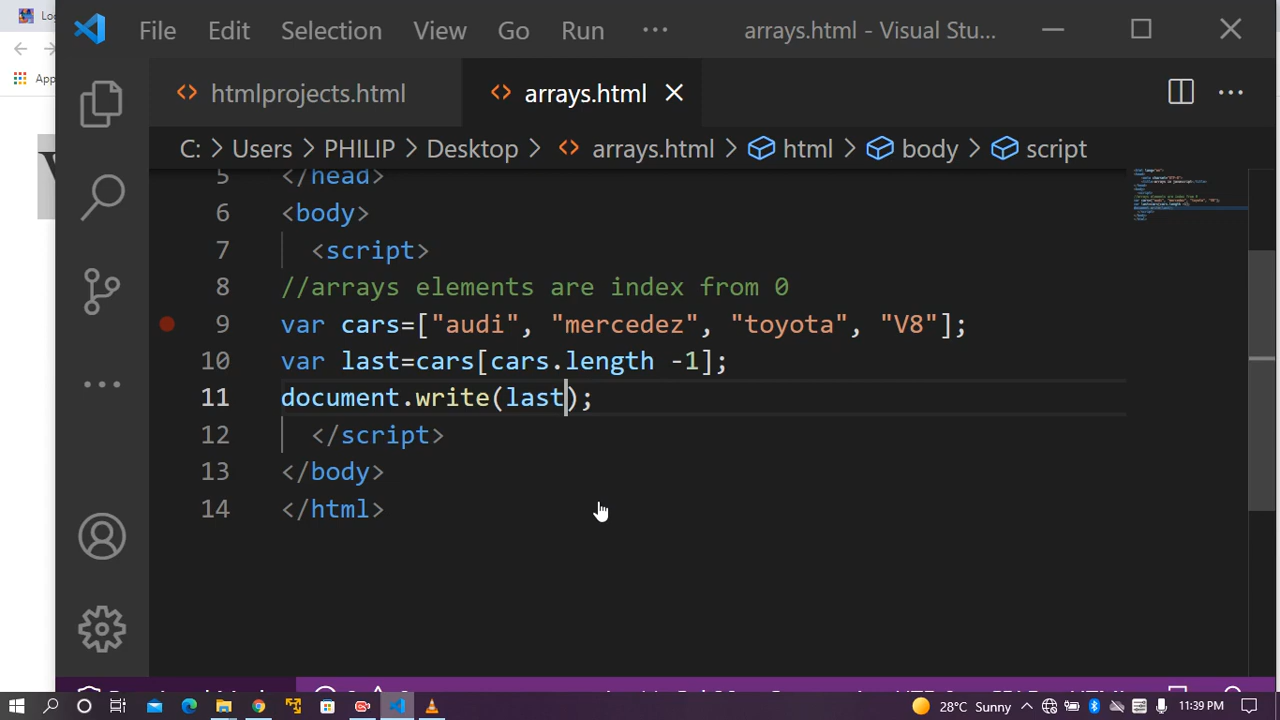 Log
File Edit Selection View Go Run ··· arrays.html - Visual Stu...
App
htmlprojects.html
arrays.html
C: > Users > PHILIP > Desktop > arrays.html > html > body > script
5 </head>
6 <body>
7 <script>
8 //arrays elements are index from 0
9 var cars=["audi", "mercedez", "toyota", "V8"];
10 var last=cars[cars.length -1];
11 document.write(last);
12 </script>
13 </body>
14 </html>
28°C Sunny
11:39 PM